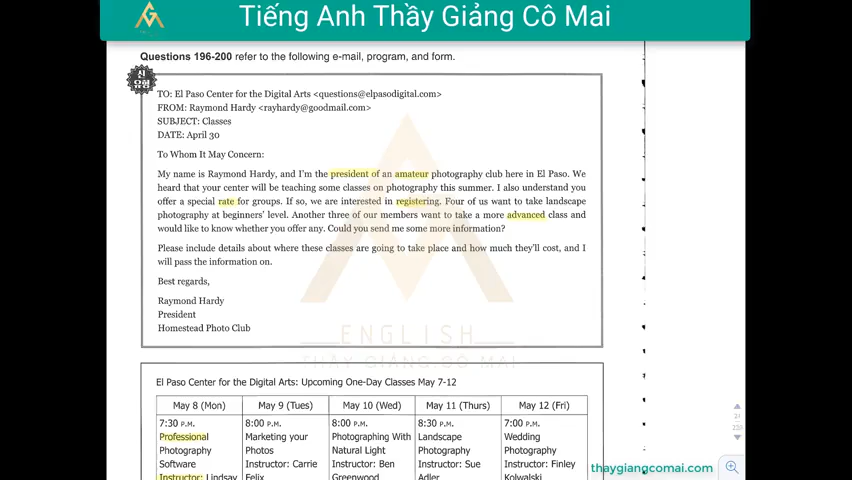 Tiếng Anh Thầy Giảng Cô Mai
Questions 196-200 refer to the following e-mail, program, and form.
TO: El Paso Center for the Digital Arts <questions@elpasodigital.com>
FROM: Raymond Hardy <rayhardy@goodmail.com>
SUBJECT: Classes
DATE: April 30
To Whom It May Concern:
My name is Raymond Hardy, and I'm the president of an amateur photography club here in El Paso. We
heard that your center will be teaching some classes on photography this summer. I also understand you
offer a special rate for groups. If so, we are interested in registering. Four of us want to take landscape
photography at beginners' level. Another three of our members want to take a more advanced class and
would like to know whether you offer any. Could you send me some more information?
Please include details about where these classes are going to take place and how much they'll cost, and I
will pass the information on.
Best regards,
Raymond Hardy
President
Homestead Photo Club
ENGLISH
THẦY GIẢNG CÔ MAI
El Paso Center for the Digital Arts: Upcoming One-Day Classes May 7-12
May 8 (Mon)
May 9 (Tues)
May 10 (Wed)
May 11 (Thurs)
May 12 (Fri)
7:30 P.M.
Professional
Photography
Software
Instructor: Lindsay
8:00 P.M.
Marketing your
Photos
Instructor: Carrie
Felix
8:00 P.M.
Photographing With
Natural Light
Instructor: Ben
Greenwood
8:30 P.M.
Landscape
Photography
Instructor: Sue
Adler
7:00 P.M.
Wedding
Photography
Instructor: Finley
Kolwalski
thaygiangcomai.com